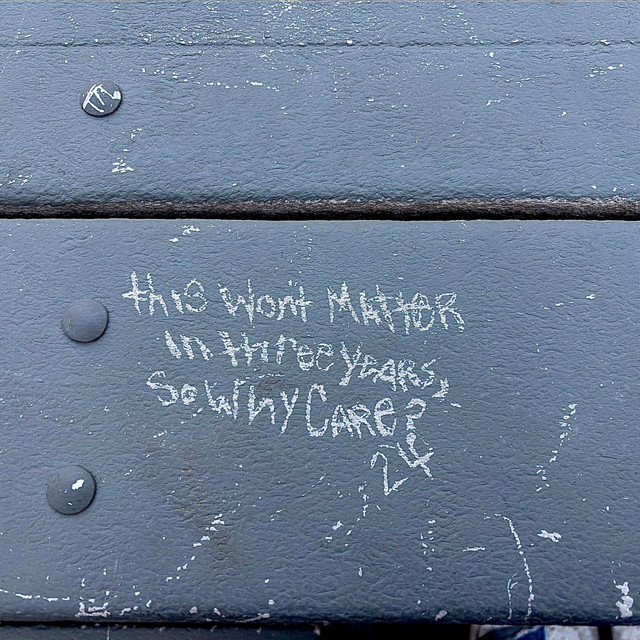 this Won't MAtteR
In three yeARS,
So Why CARe?
24